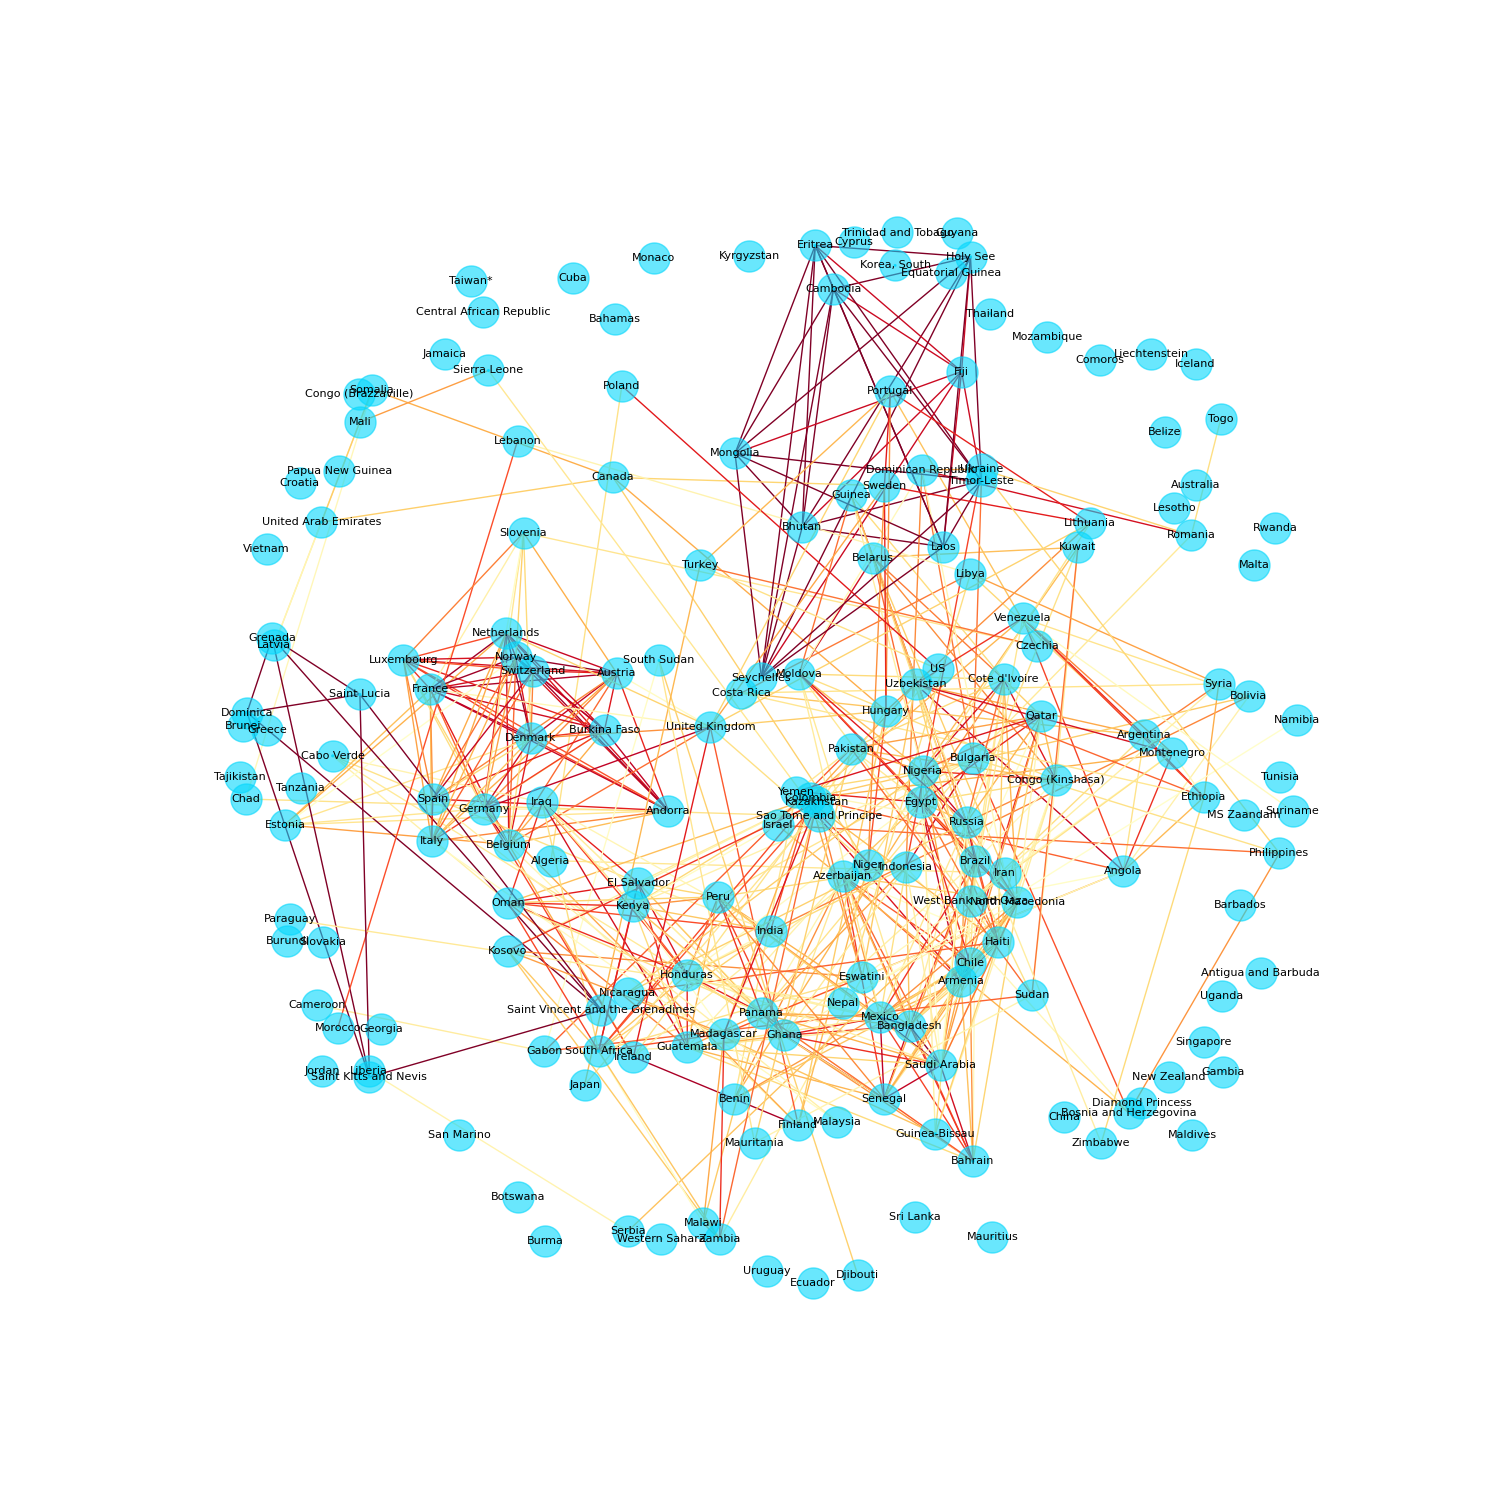 Trinidad and Tobago
Guyana
Eritrea
Cyprus
Monaco
Kyrgyzstan
Holy See
Korea, South
Equatorial Guinea
Taiwan*
Cuba
Cambodia
Central African Republic
Bahamas
Thailand
Mozambique
Jamaica
Sierra Leone
Comoros
Liechtenstein
Iceland
Fiji
Poland
Portugal
Somalia
Congo (Brazzaville)
Mali
Togo
Belize
Lebanon
Mongolia
Papua New Guinea
Croatia
Canada
Dominican Republic
Ukraine
Timor-Leste
Sweden
Guinea
Australia
Lesotho
United Arab Emirates
Bhutan
Lithuania
Rwanda
Slovenia
Romania
Vietnam
Laos
Kuwait
Turkey
Belarus
Libya
Malta
Venezuela
Netherlands
Grenada
Latvia
Czechia
Norway
Luxembourg
South Sudan
Switzerland
Austria
US
Seychelles
Moldova
Uzbekistan
Cote d'Ivoire
Syria
France
Saint Lucia
Costa Rica
Bolivia
Dominica
Hungary
Qatar
Namibia
Brunei
Greece
United Kingdom
Burkina Faso
Denmark
Argentina
Pakistan
Montenegro
Cabo Verde
Bulgaria
Nigeria
Congo (Kinshasa)
Tajikistan
Tunisia
Tanzania
Yemen
Chad
Spain
Colombia
Ethiopia
Iraq
Kazakhstan
Egypt
Germany
Andorra
Suriname
Sao Tome and Principe
MS Zaandam
Estonia
Israel
Russia
Italy
Belgium
Philippines
Algeria
Brazil
Niger
Indonesia
Iran
Angola
Azerbaijan
El Salvador
Peru
Oman
Kenya
West Bank and Gaza
North Macedonia
Barbados
Paraguay
India
Burundi
Slovakia
Haiti
Kosovo
Chile
Honduras
Eswatini
Antigua and Barbuda
Armenia
Nicaragua
Sudan
Uganda
Cameroon
Nepal
Saint Vincent and the Grenadines
Panama
Mexico
Bangladesh
Morocco
Georgia
Madagascar
Ghana
Singapore
Guatemala
Gabon
South Africa
Ireland
Saudi Arabia
Jordan
Liberia
Saint Kitts and Nevis
Gambia
New Zealand
Japan
Benin
Senegal
Diamond Princess
Bosnia and Herzegovina
China
Malaysia
Finland
San Marino
Guinea-Bissau
Maldives
Mauritania
Zimbabwe
Bahrain
Botswana
Sri Lanka
Malawi
Serbia
Western Sahara
Zambia
Burma
Mauritius
Uruguay
Djibouti
Ecuador